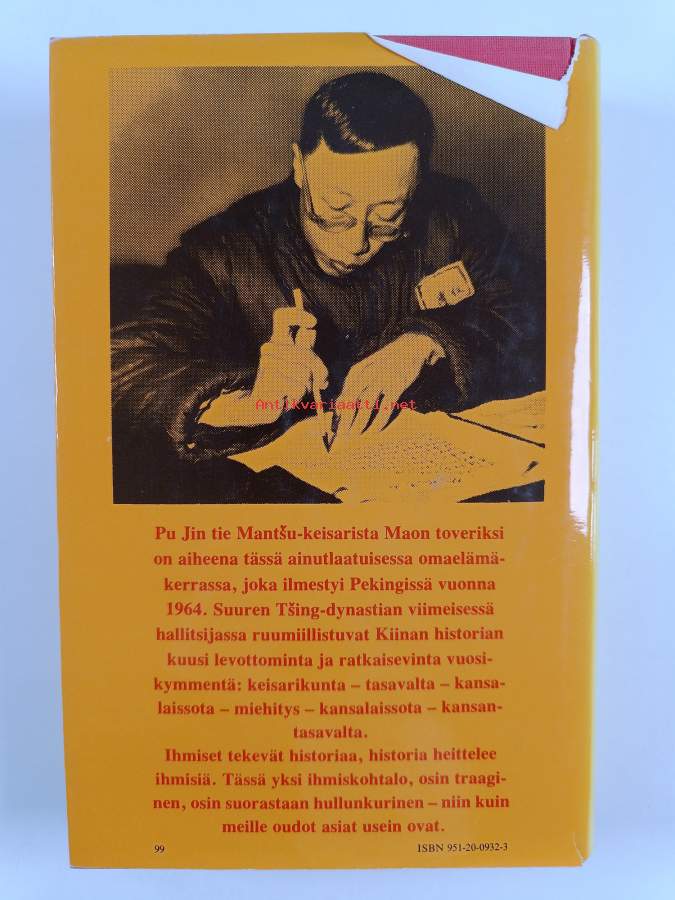 Antikvariaatti.net
Pu Jin tie Mantšu-keisarista Maon toveriksi
on aiheena tässä ainutlaatuisessa omaelämä-
kerrassa, joka ilmestyi Pekingissä vuonna
1964. Suuren Tšing-dynastian viimeisessä
hallitsijassa ruumiillistuvat Kiinan historian
kuusi levottominta ja ratkaisevinta vuosi-
kymmentä: keisarikunta – tasavalta – kansa-
laissota – miehitys – kansalaissota – kansan-
tasavalta.
Ihmiset tekevät historiaa, historia heittelee
ihmisiä. Tässä yksi ihmiskohtalo, osin traagi-
nen, osin suorastaan hullunkurinen – niin kuin
meille oudot asiat usein ovat.
99 ISBN 951-20-0932-3